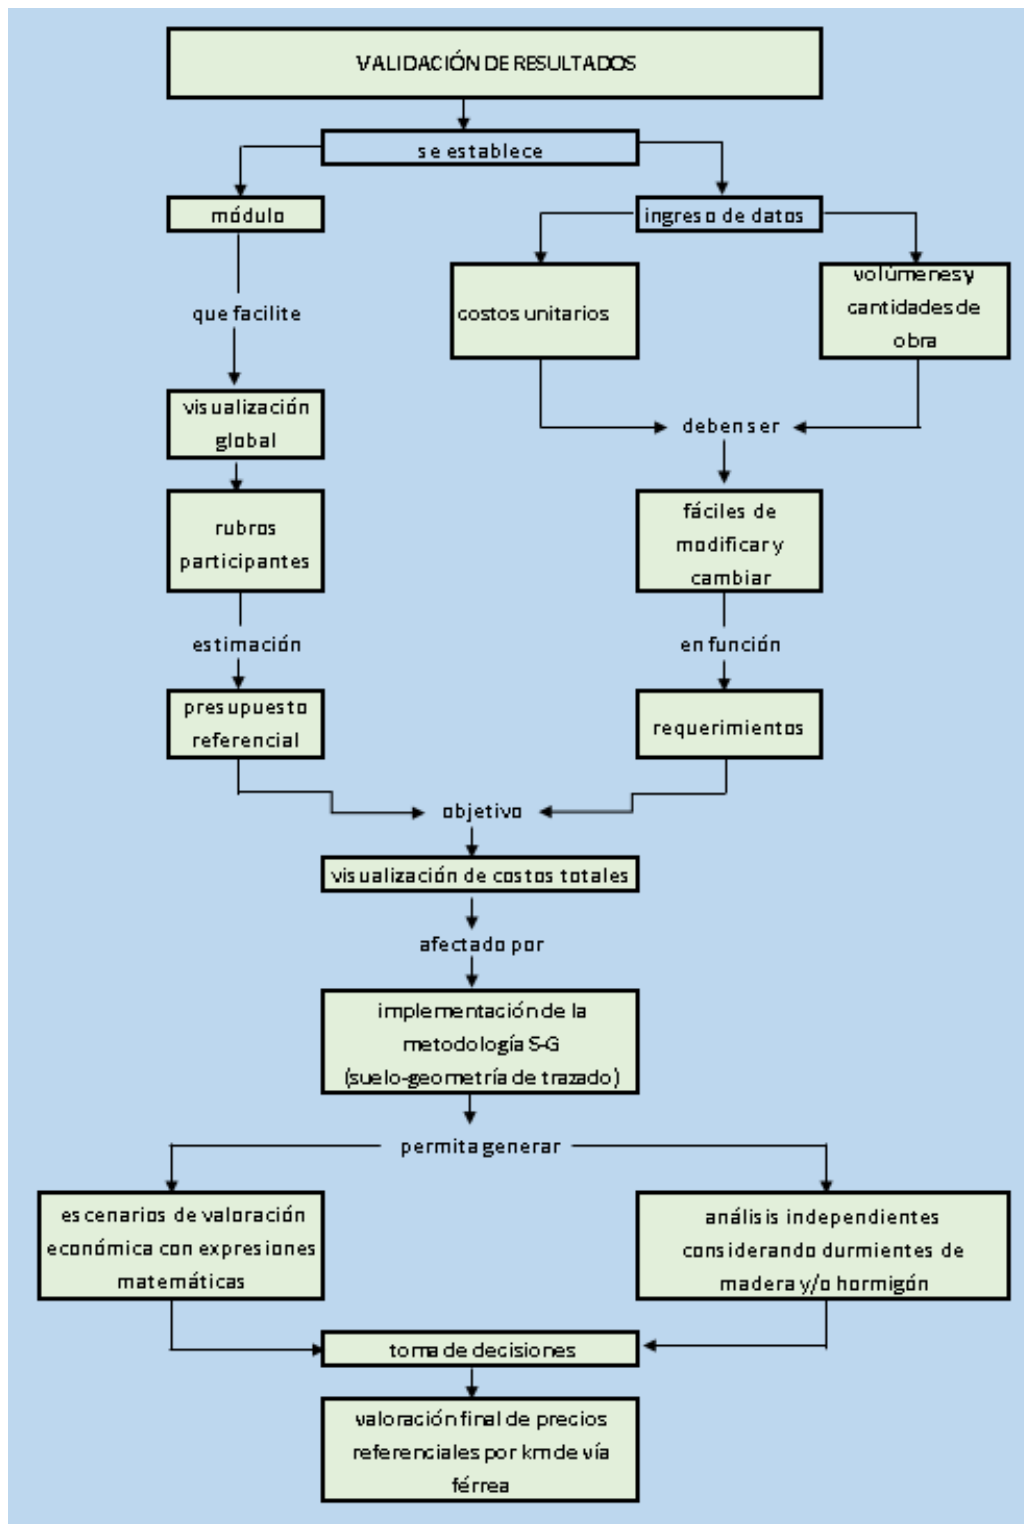 VALIDACIÓN DE RESULTADOS
se establece
módulo
ingreso de datos
que facilite
costos unitarios
volúmenes y
cantidades de
obra
visualización
global
deben ser
rubros
participantes
fáciles de
modificar y
cambiar
estimación
en función
presupuesto
referencial
requerimientos
objetivo
visualización de costos totales
afectado por
implementación de la
metodología S-G
(suelo-geometría de trazado)
permita generar
escenarios de valoración
económica con expresiones
matemáticas
análisis independientes
considerando durmientes de
madera y/o hormigón
toma de decisiones
valoración final de precios
referenciales por km de vía
férrea